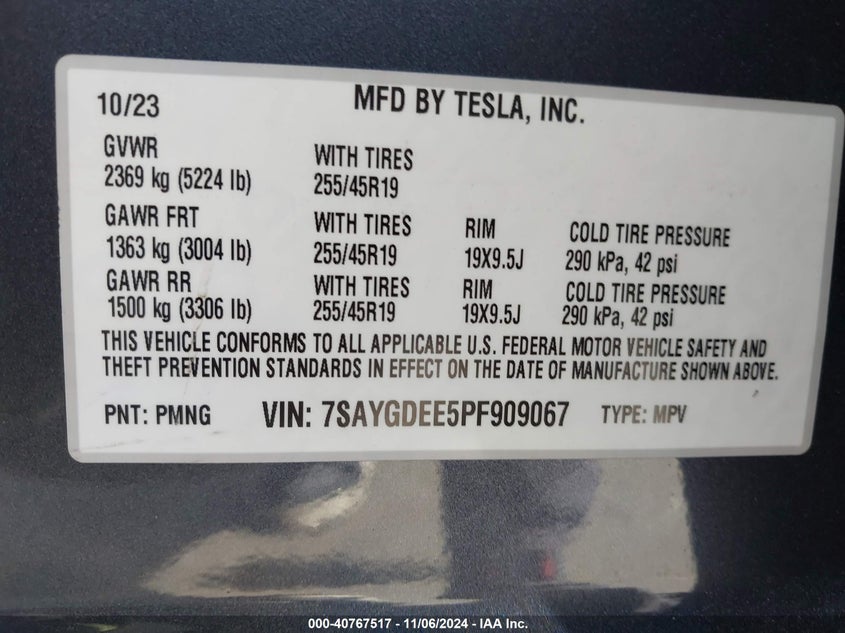 10/23 MFD BY TESLA, INC.
GVWR
2369 kg (5224 lb)
WITH TIRES
255/45R19
GAWR FRT
1363 kg (3004 lb)
WITH TIRES
255/45R19
RIM
19X9.5J
COLD TIRE PRESSURE
290 kPa, 42 psi
GAWR RR
1500 kg (3306 lb)
WITH TIRES
255/45R19
RIM
19X9.5J
COLD TIRE PRESSURE
290 kPa, 42 psi
THIS VEHICLE CONFORMS TO ALL APPLICABLE U.S. FEDERAL MOTOR VEHICLE SAFETY AND
THEFT PREVENTION STANDARDS IN EFFECT ON THE DATE OF MANUFACTURE SHOWN ABOVE.
PNT: PMNG VIN: 7SAYGDEE5PF909067 TYPE: MPV
000-40767517 - 11/06/2024 - IAA Inc.